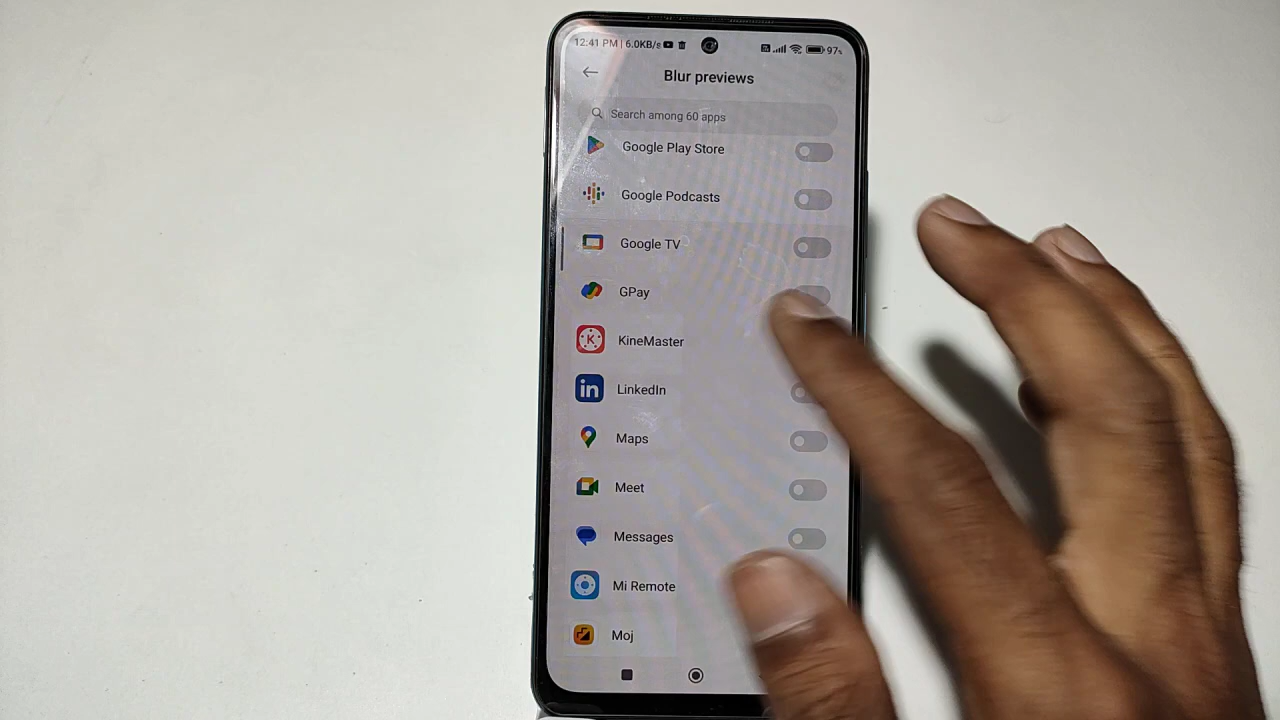 12:41 PM | 6.0KB/s 97%
Blur previews
Search among 60 apps
Google Play Store
Google Podcasts
Google TV
GPay
KineMaster
LinkedIn
Maps
Meet
Messages
Mi Remote
Moj